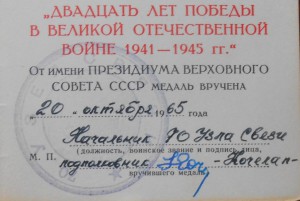 „ДВАДЦАТЬ ЛЕТ ПОБЕДЫ
В ВЕЛИКОЙ ОТЕЧЕСТВЕННОЙ
ВОЙНЕ 1941—1945 гг.“
От имени ПРЕЗИДИУМА ВЕРХОВНОГО
СОВЕТА СССР МЕДАЛЬ ВРУЧЕНА
20 октября 1965 года
Начальник ФО Узла Связи
(должность, воинское звание и подпись лица,
М. П. подполковник
вручившего медаль)